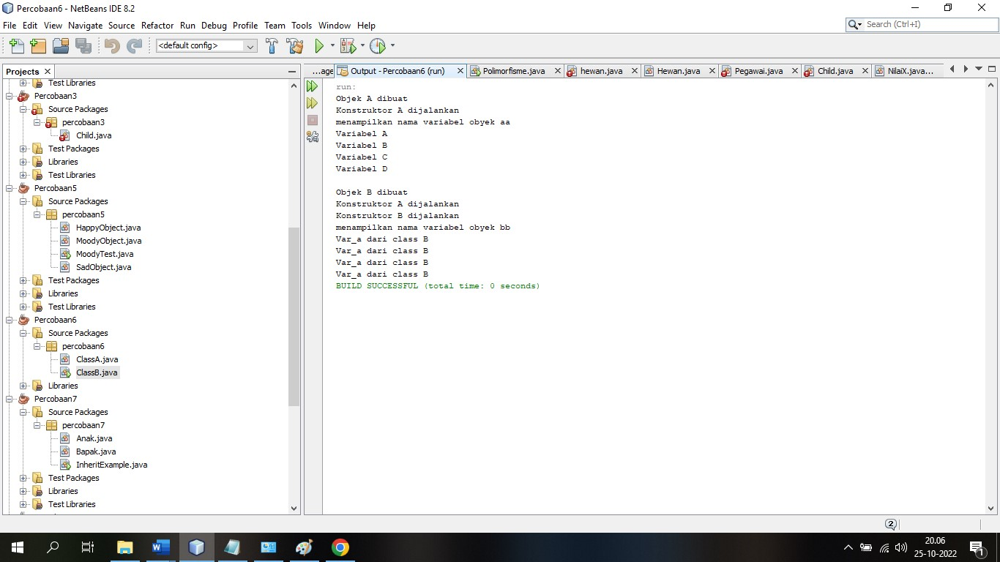 Percobaan6 - NetBeans IDE 8.2
File Edit View Navigate Source Refactor Run Debug Profile Team Tools Window Help
Search (Ctrl+I)
<default config>
Projects
...age
Output - Percobaan6 (run)
Polimorfisme.java
hewan.java
Hewan.java
Pegawai.java
Child.java
NilaiX.java...
Test Libraries
Percobaan3
Source Packages
percobaan3
Child.java
Test Packages
Libraries
Test Libraries
Percobaan5
Source Packages
percobaan5
HappyObject.java
MoodyObject.java
MoodyTest.java
SadObject.java
Test Packages
Libraries
Test Libraries
Percobaan6
Source Packages
percobaan6
ClassA.java
ClassB.java
Libraries
Percobaan7
Source Packages
percobaan7
Anak.java
Bapak.java
InheritExample.java
Test Packages
Libraries
Test Libraries
run:
Objek A dibuat
Konstruktor A dijalankan
menampilkan nama variabel obyek aa
Variabel A
Variabel B
Variabel C
Variabel D
Objek B dibuat
Konstruktor A dijalankan
Konstruktor B dijalankan
menampilkan nama variabel obyek bb
Var_a dari class B
Var_a dari class B
Var_a dari class B
Var_a dari class B
BUILD SUCCESSFUL (total time: 0 seconds)
2
20.06
25-10-2022
1